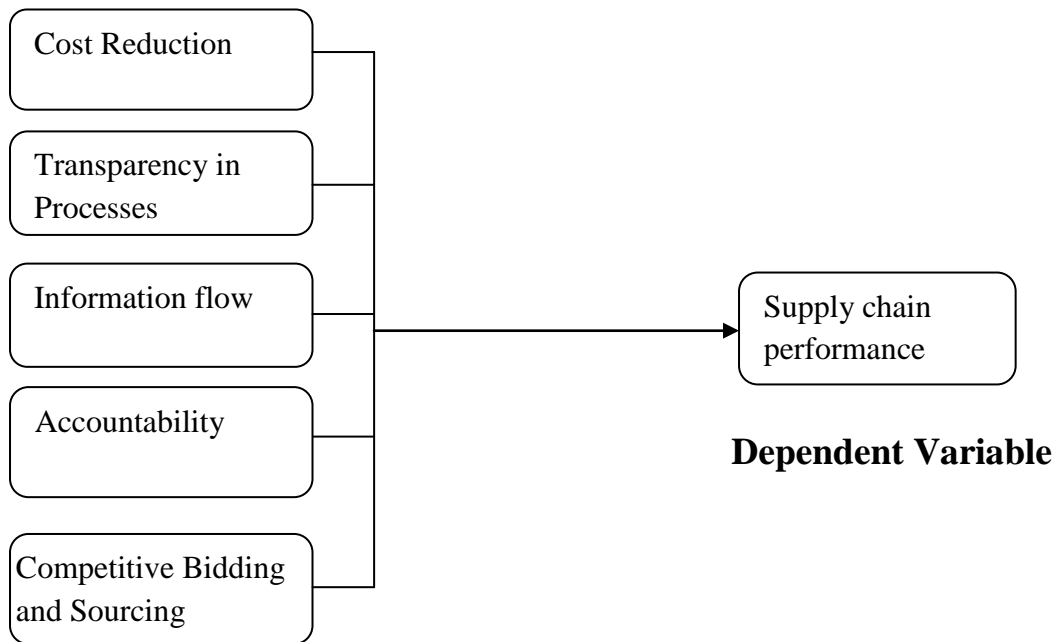 Cost Reduction
Transparency in
Processes
Information flow
Accountability
Competitive Bidding
and Sourcing
Supply chain
performance
Dependent Variable